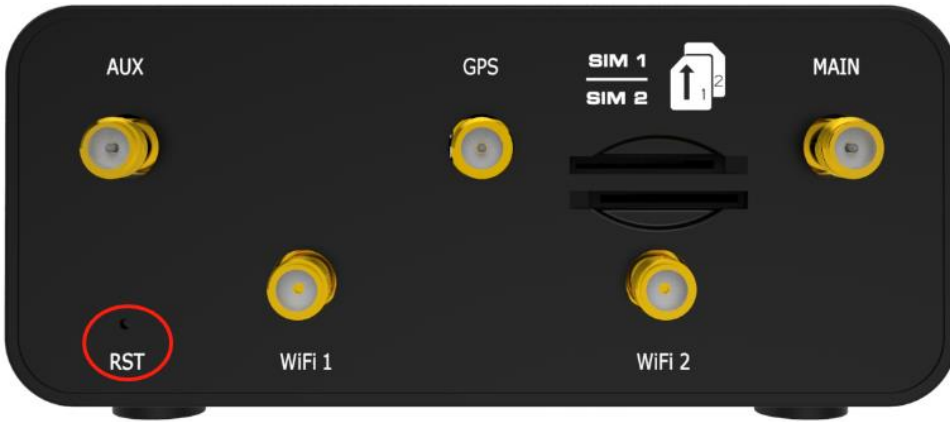 AUX
GPS
SIM 1
SIM 2
1
2
MAIN
RST
WiFi 1
WiFi 2